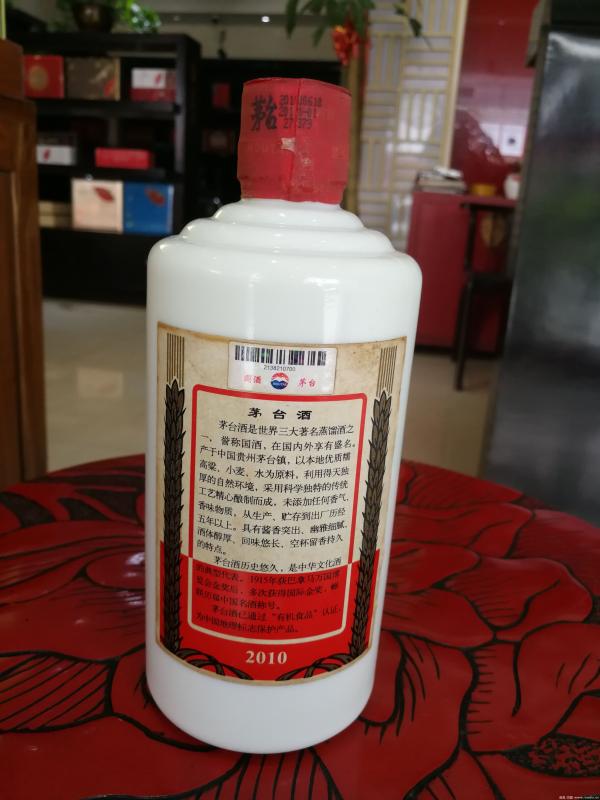 茅台
20100618
27373
2138210700
国酒 茅台
茅台酒
茅台酒是世界三大著名蒸馏酒之
一，誉称国酒，在国内外享有盛名。
产于中国贵州茅台镇，以本地优质糯
高粱、小麦、水为原料，利用得天独
厚的自然环境，采用科学独特的传统
工艺精心酿制而成，未添加任何香气、
香味物质，从生产、贮存到出厂历经
五年以上。具有酱香突出、幽雅细腻、
酒体醇厚、回味悠长、空杯留香持久
的特点。
茅台酒历史悠久，是中华文化酒
的典型代表。1915年获巴拿马万国博
览会金奖后，多次获得国际金奖，蝉
联历届中国名酒称号。
茅台酒已通过“有机食品”认证，
为中国地理标志保护产品。
2010